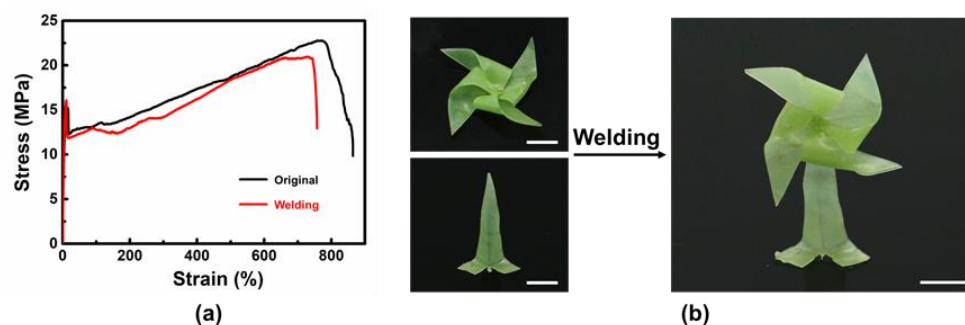 25
20
15
10
5
0
Stress (MPa)
Original
Welding
0 200 400 600 800
Strain (%)
(a)
Welding
(b)